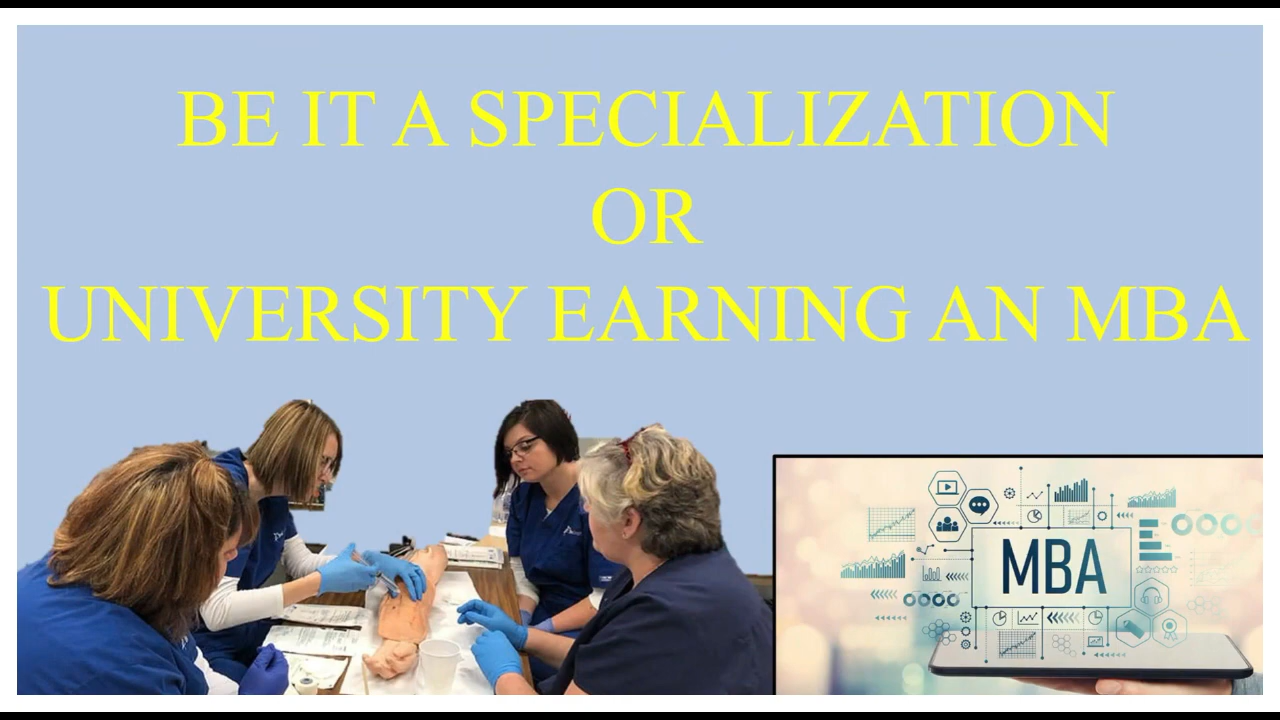 BE IT A SPECIALIZATION
OR
UNIVERSITY EARNING AN MBA
MBA